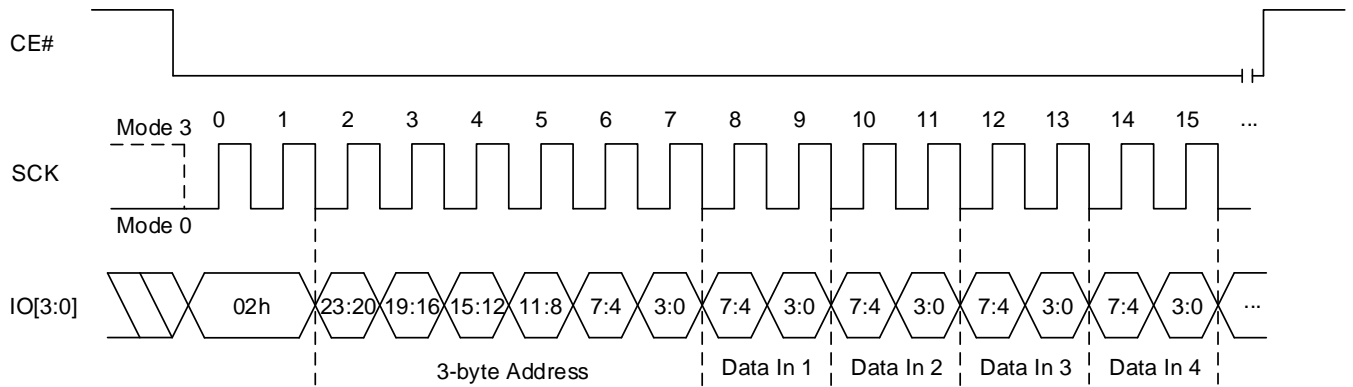 CE#
0 1 2 3 4 5 6 7 8 9 10 11 12 13 14 15 ...
Mode 3
SCK
Mode 0
IO[3:0] 02h 23:20 19:16 15:12 11:8 7:4 3:0 7:4 3:0 7:4 3:0 7:4 3:0 7:4 3:0 ...
3-byte Address Data In 1 Data In 2 Data In 3 Data In 4